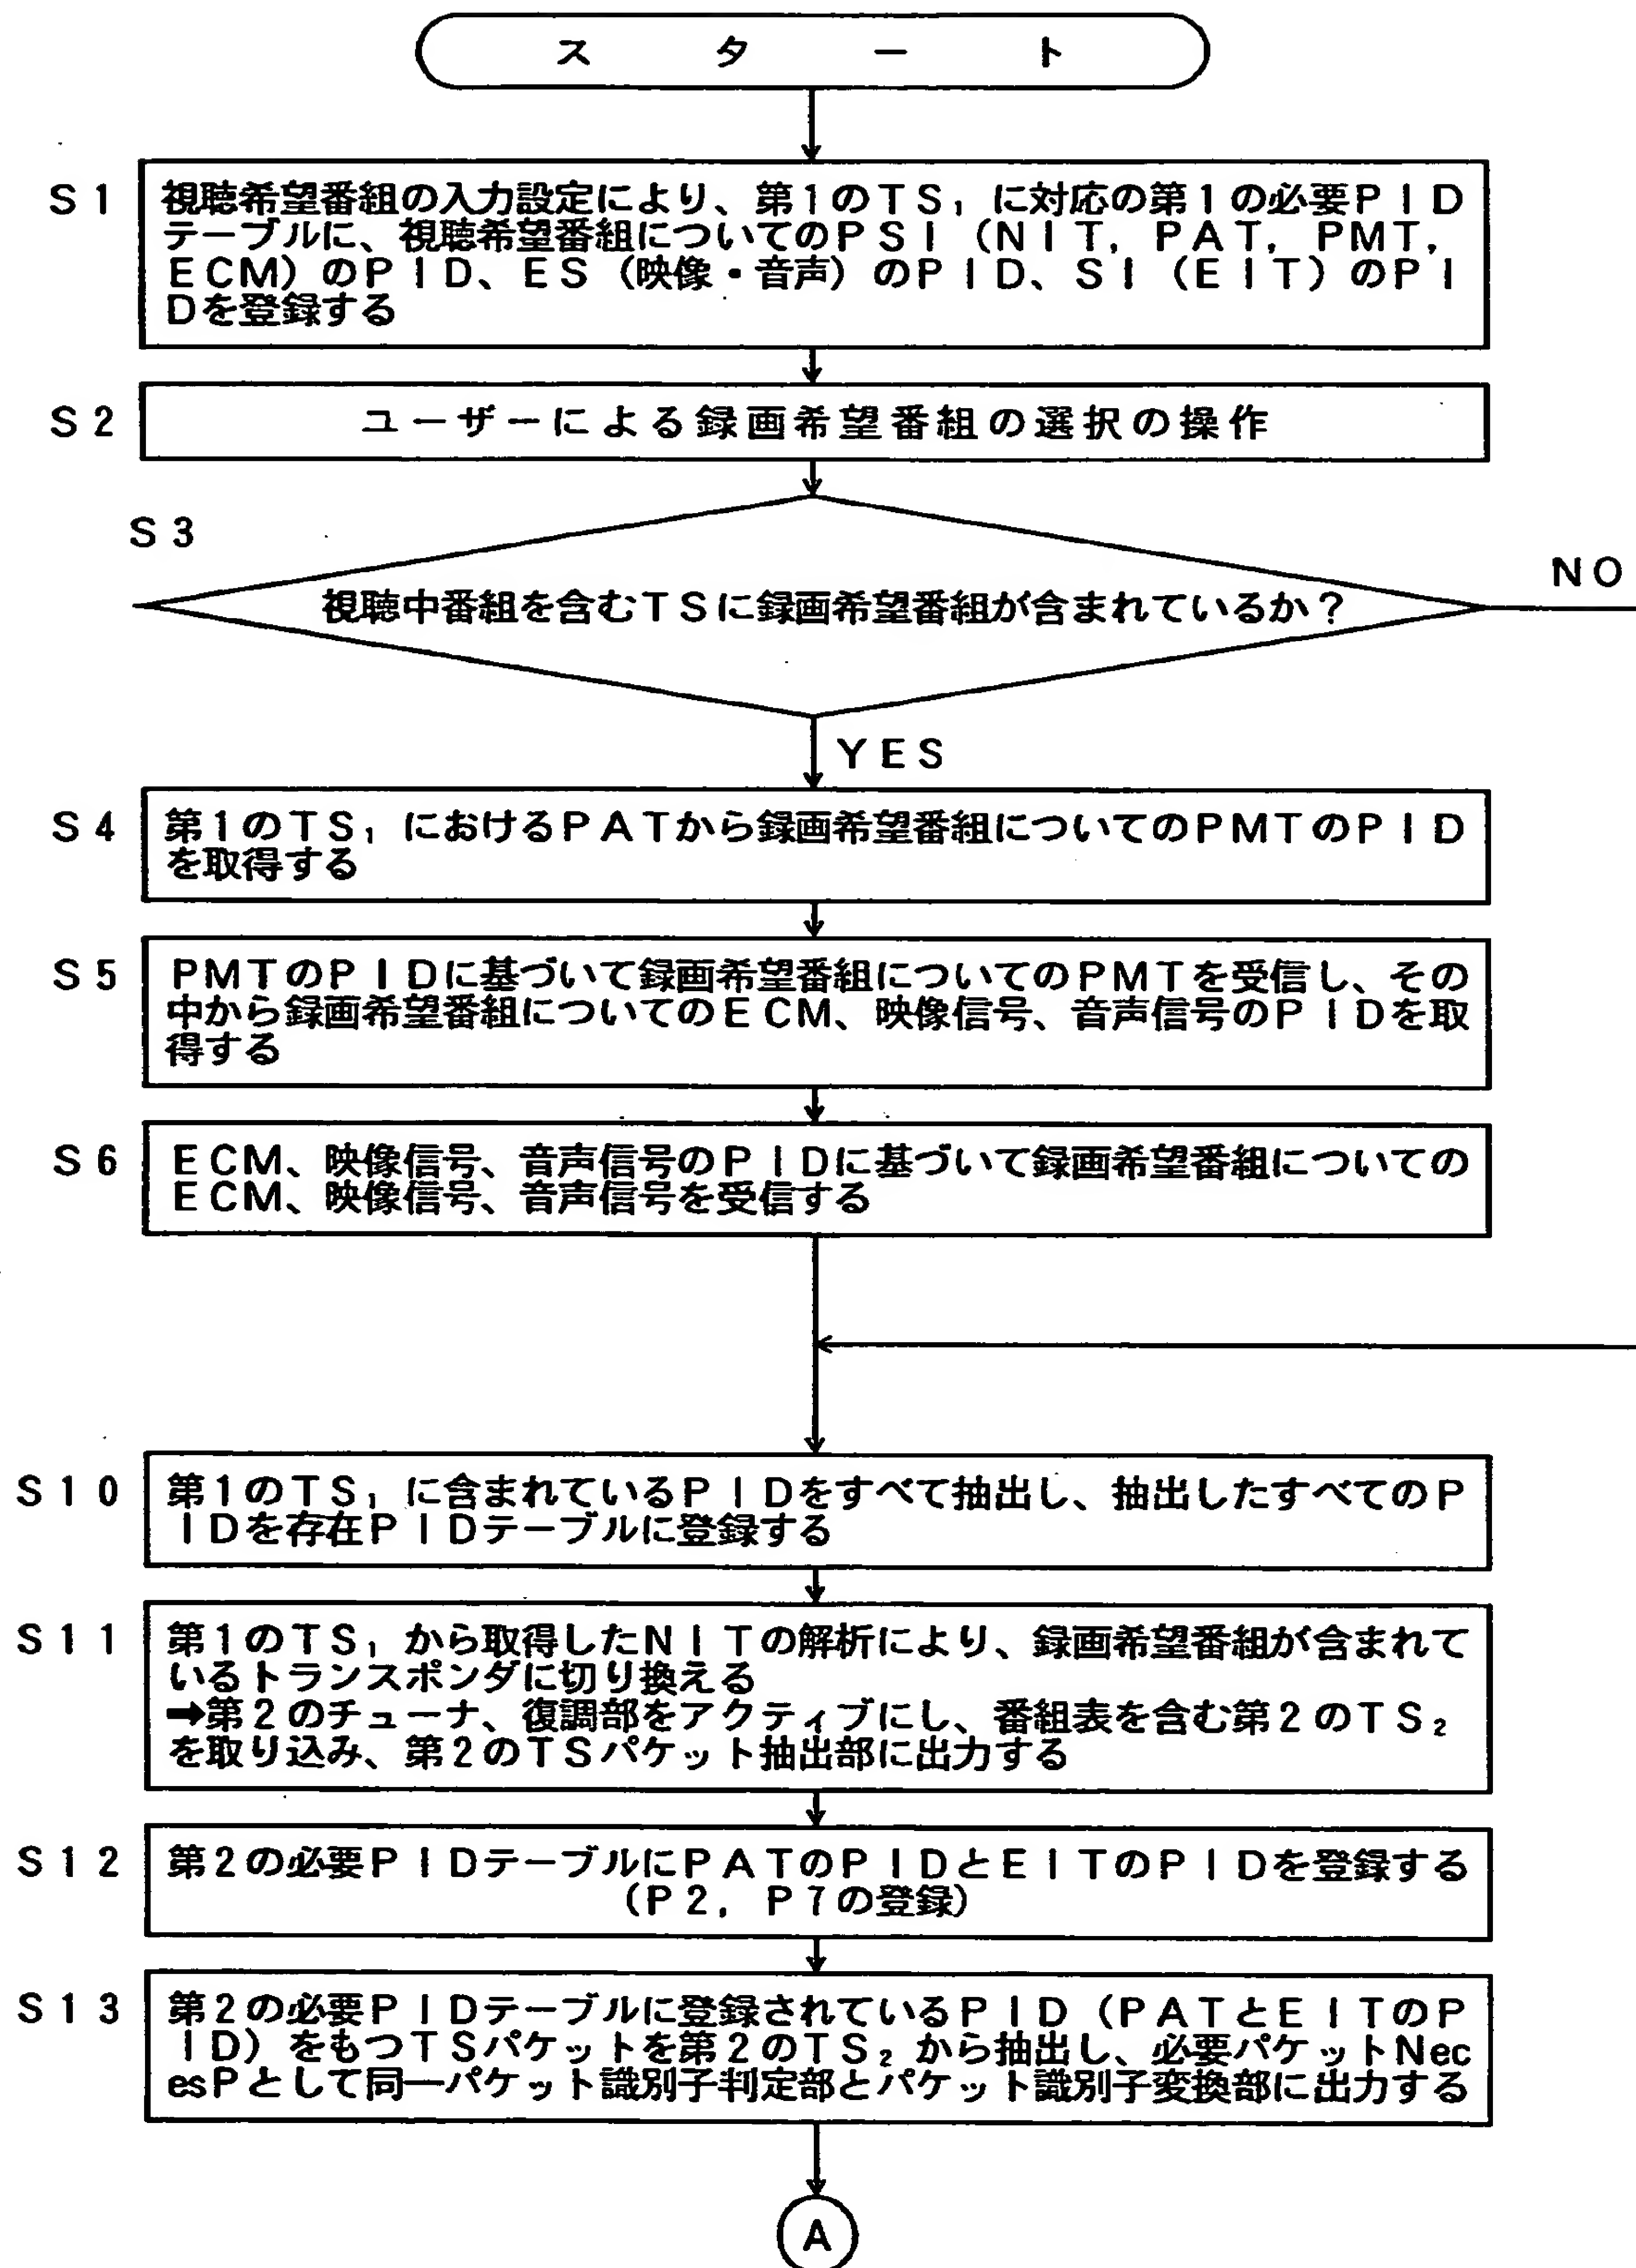 スタート
S1
視聴希望番組の入力設定により、第1のTS₁に対応の第1の必要PID
テーブルに、視聴希望番組についてのPSI(NIT,PAT,PMT,
ECM)のPID、ES(映像・音声)のPID、SI(EIT)のPI
Dを登録する
S2
ユーザーによる録画希望番組の選択の操作
S3
視聴中番組を含むTSに録画希望番組が含まれているか?
NO
YES
S4
第1のTS₁におけるPATから録画希望番組についてのPMTのPID
を取得する
S5
PMTのPIDに基づいて録画希望番組についてのPMTを受信し、その
中から録画希望番組についてのECM、映像信号、音声信号のPIDを取
得する
S6
ECM、映像信号、音声信号のPIDに基づいて録画希望番組についての
ECM、映像信号、音声信号を受信する
S10
第1のTS₁に含まれているPIDをすべて抽出し、抽出したすべてのP
IDを存在PIDテーブルに登録する
S11
第1のTS₁から取得したNITの解析により、録画希望番組が含まれて
いるトランスポンダに切り換える
➡第2のチューナ、復調部をアクティブにし、番組表を含む第2のTS₂
を取り込み、第2のTSパケット抽出部に出力する
S12
第2の必要PIDテーブルにPATのPIDとEITのPIDを登録する
(P2,P7の登録)
S13
第2の必要PIDテーブルに登録されているPID(PATとEITのP
ID)をもつTSパケットを第2のTS₂から抽出し、必要パケットNec
esPとして同一パケット識別子判定部とパケット識別子変換部に出力する
A